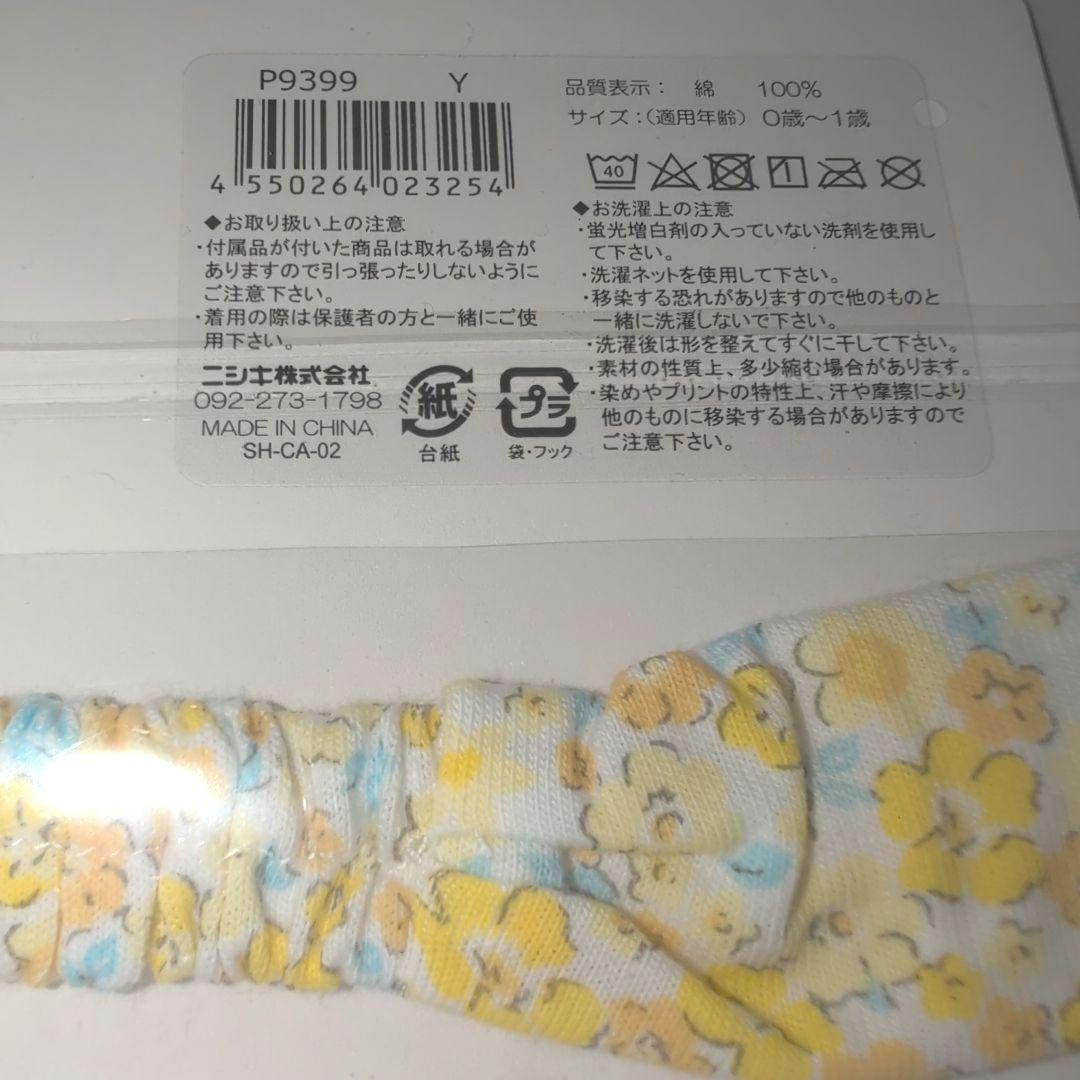 P9399 Y
4 550264 023254
◆お取り扱い上の注意
・付属品が付いた商品は取れる場合が
ありますので引っ張ったりしないように
ご注意下さい。
・着用の際は保護者の方と一緒にご使
用下さい。
ニシキ株式会社
092-273-1798
MADE IN CHINA
SH-CA-02
紙
台紙
プラ
袋・フック
品質表示： 綿 100%
サイズ：（適用年齢） 0歳～1歳
40
◆お洗濯上の注意
・蛍光増白剤の入っていない洗剤を使用し
て下さい。
・洗濯ネットを使用して下さい。
・移染する恐れがありますので他のものと
一緒に洗濯しないで下さい。
・洗濯後は形を整えてすぐに干して下さい。
・素材の性質上、多少縮む場合があります。
・染めやプリントの特性上、汗や摩擦により
他のものに移染する場合がありますので
ご注意下さい。